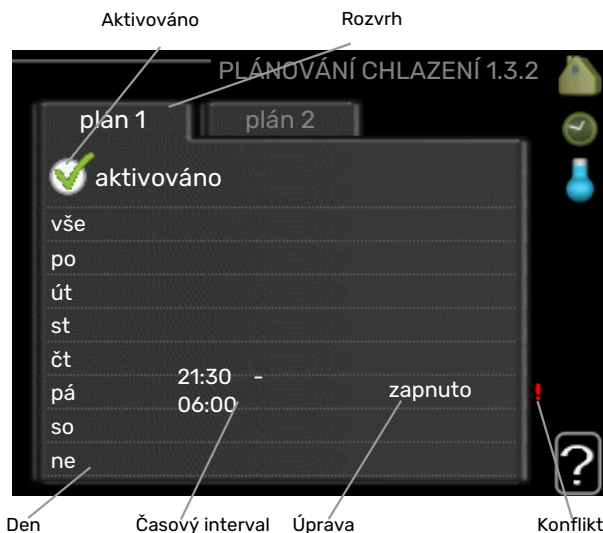 Aktivováno
Rozvrh
PLÁNOVÁNÍ CHLAZENÍ 1.3.2
plán 1
plán 2
aktivováno
vše
po
út
st
čt
pá
21:30 -
06:00
zapnuto
!
so
ne
?
Den
Časový interval
Úprava
Konflikt